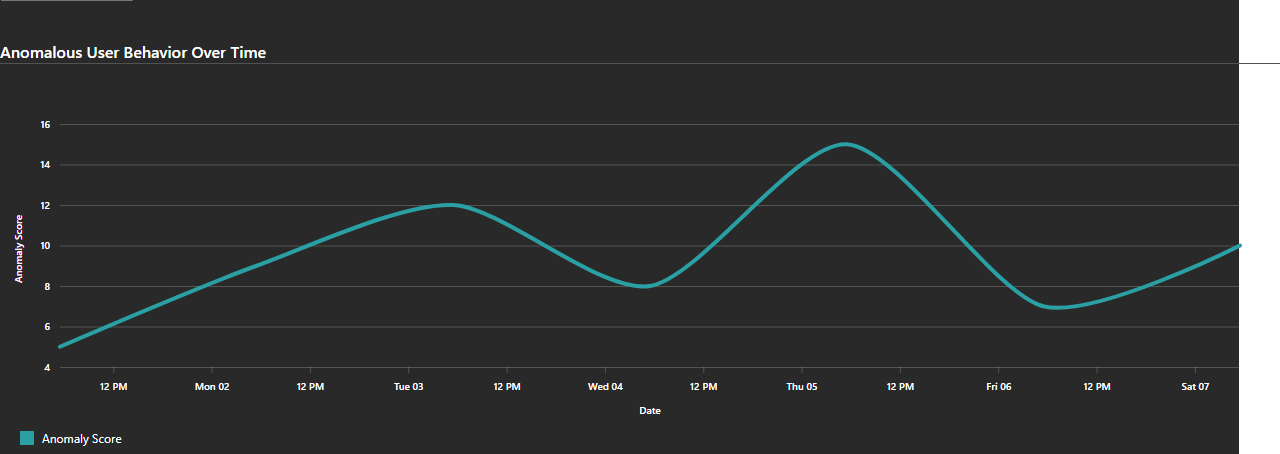 Anomalous User Behavior Over Time
16
14
12
10
8
6
4
Anomaly Score
12 PM Mon 02 12 PM Tue 03 12 PM Wed 04 12 PM Thu 05 12 PM Fri 06 12 PM Sat 07
Date
Anomaly Score